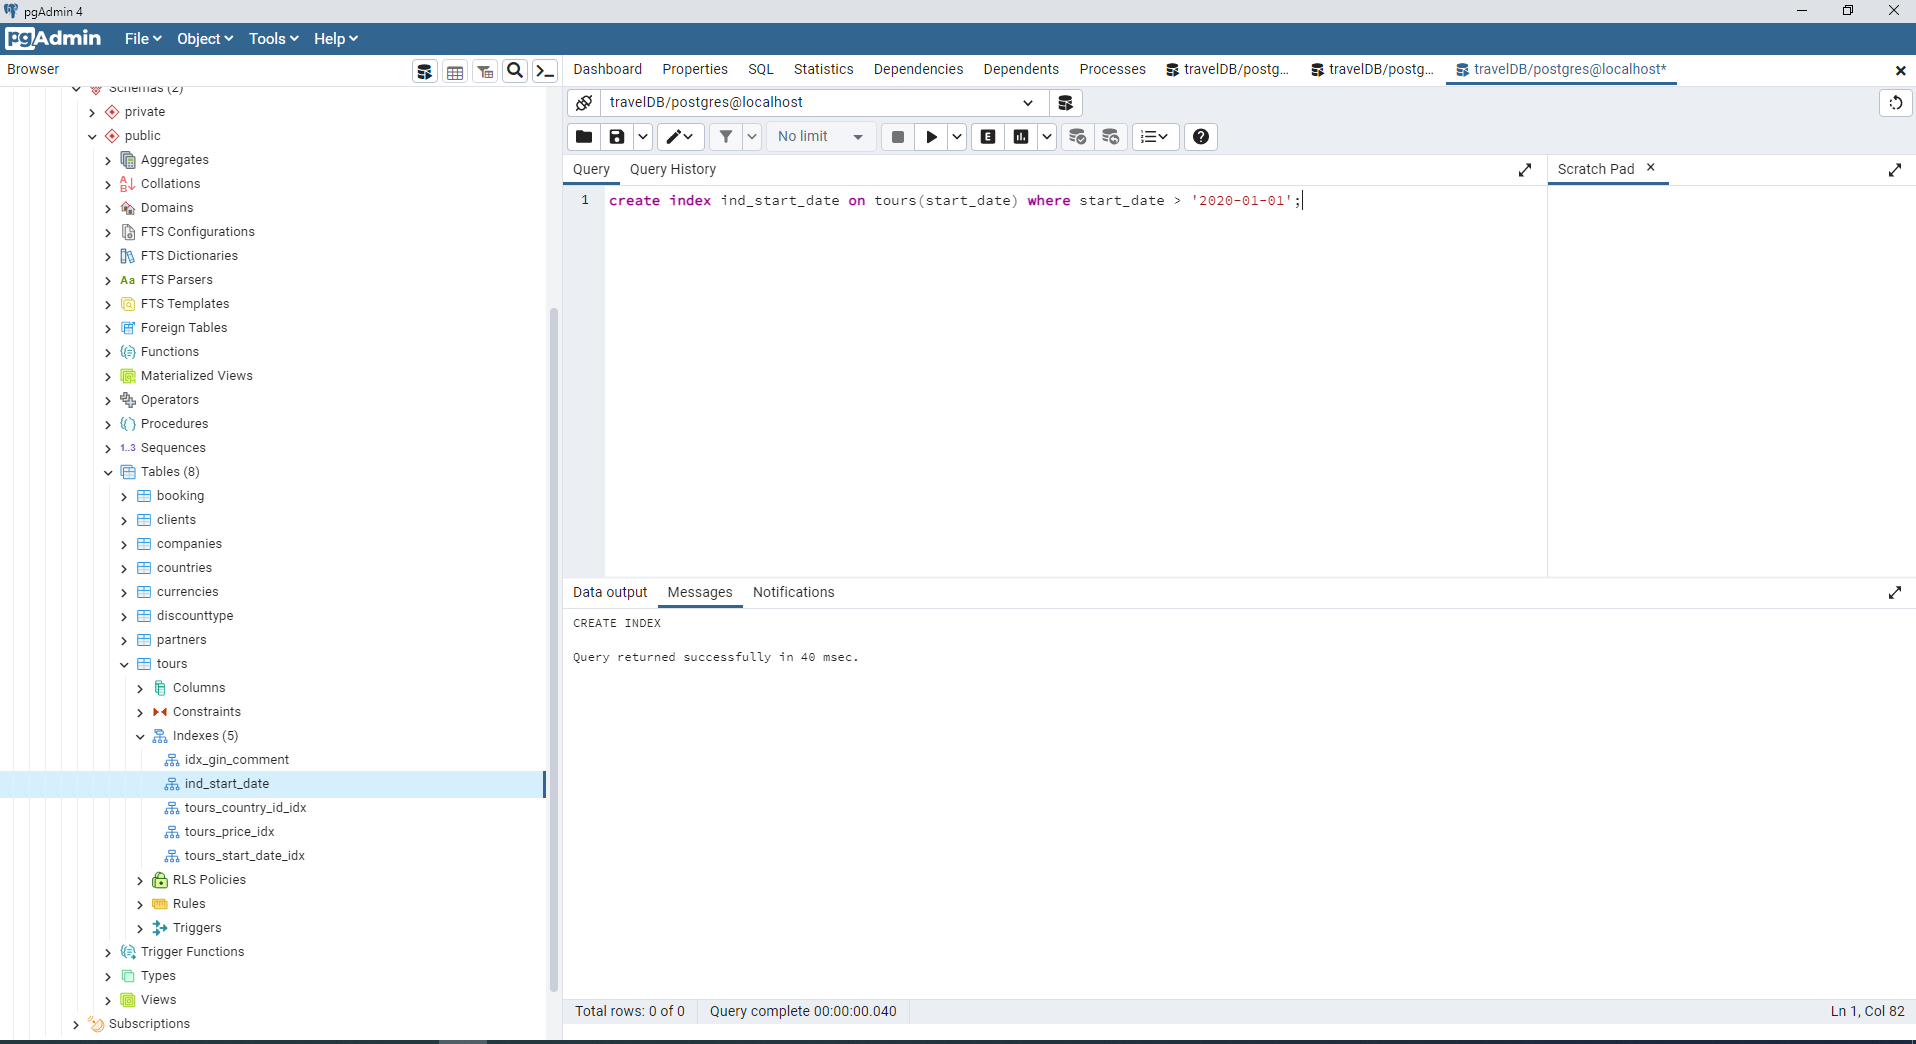 pgAdmin 4
pgAdmin File Object Tools Help
Browser
Dashboard Properties SQL Statistics Dependencies Dependents Processes travelDB/postg... travelDB/postg... travelDB/postgres@localhost*
travelDB/postgres@localhost
No limit
Query Query History
Scratch Pad
1 create index ind_start_date on tours(start_date) where start_date > '2020-01-01';
Schemas (2)
private
public
Aggregates
Collations
Domains
FTS Configurations
FTS Dictionaries
Aa FTS Parsers
FTS Templates
Foreign Tables
Functions
Materialized Views
Operators
Procedures
1..3 Sequences
Tables (8)
booking
clients
companies
countries
currencies
discounttype
partners
tours
Columns
Constraints
Indexes (5)
idx_gin_comment
ind_start_date
tours_country_id_idx
tours_price_idx
tours_start_date_idx
RLS Policies
Rules
Triggers
Trigger Functions
Types
Views
Subscriptions
Data output Messages Notifications
CREATE INDEX
Query returned successfully in 40 msec.
Total rows: 0 of 0 Query complete 00:00:00.040 Ln 1, Col 82